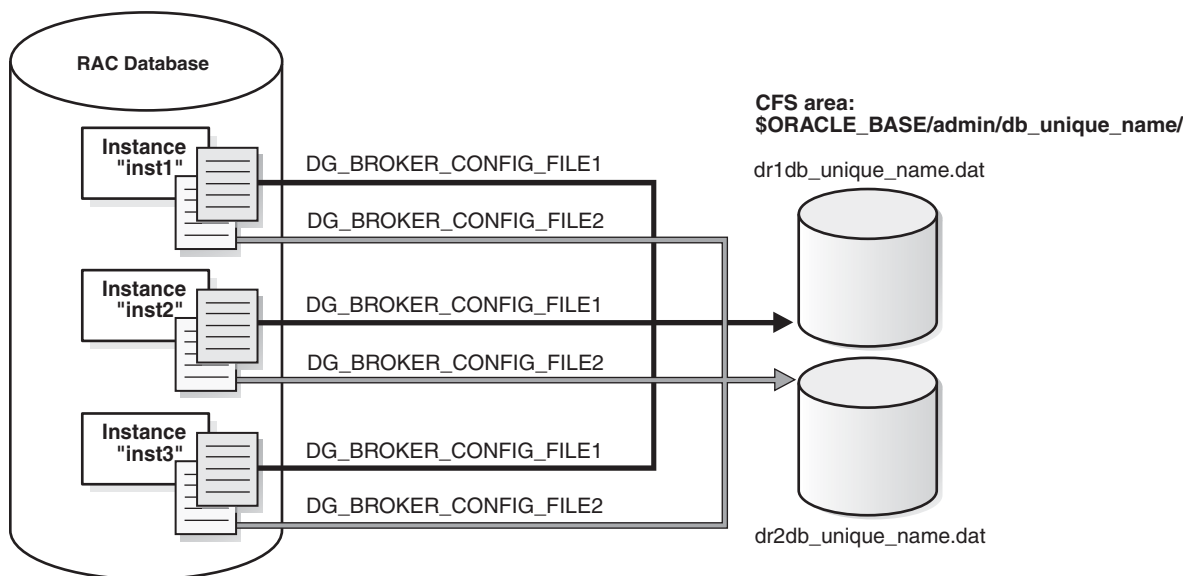 RAC Database
Instance
"inst1"
DG_BROKER_CONFIG_FILE1
DG_BROKER_CONFIG_FILE2
Instance
"inst2"
DG_BROKER_CONFIG_FILE1
DG_BROKER_CONFIG_FILE2
Instance
"inst3"
DG_BROKER_CONFIG_FILE1
DG_BROKER_CONFIG_FILE2
CFS area:
$ORACLE_BASE/admin/db_unique_name/
dr1db_unique_name.dat
dr2db_unique_name.dat